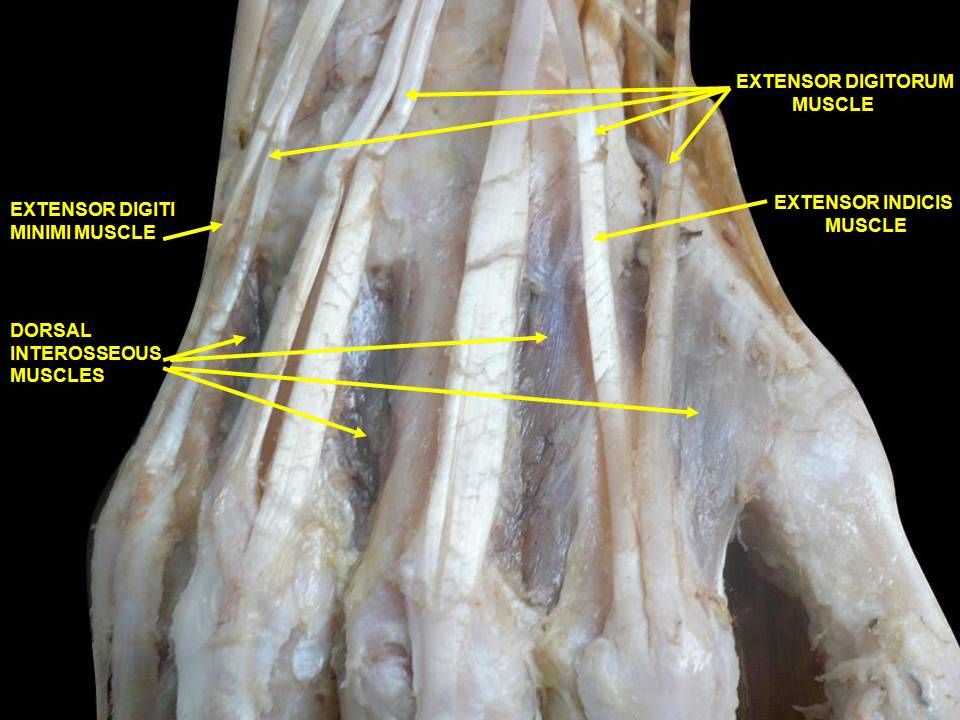 EXTENSOR DIGITORUM
MUSCLE
EXTENSOR DIGITI
MINIMI MUSCLE
EXTENSOR INDICIS
MUSCLE
DORSAL
INTEROSSEOUS
MUSCLES